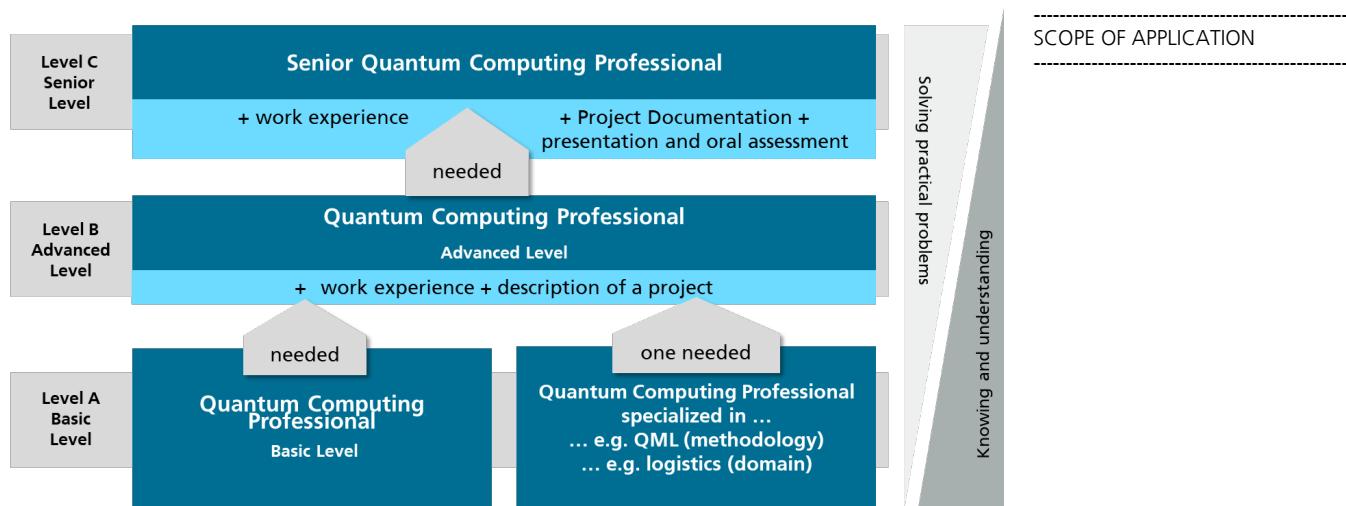 Level C
Senior
Level
Senior Quantum Computing Professional
+ work experience
+ Project Documentation +
presentation and oral assessment
needed
Level B
Advanced
Level
Quantum Computing Professional
Advanced Level
+ work experience + description of a project
needed
one needed
Level A
Basic
Level
Quantum Computing
Professional
Basic Level
Quantum Computing Professional
specialized in ...
... e.g. QML (methodology)
... e.g. logistics (domain)
Solving practical problems
Knowing and understanding
SCOPE OF APPLICATION